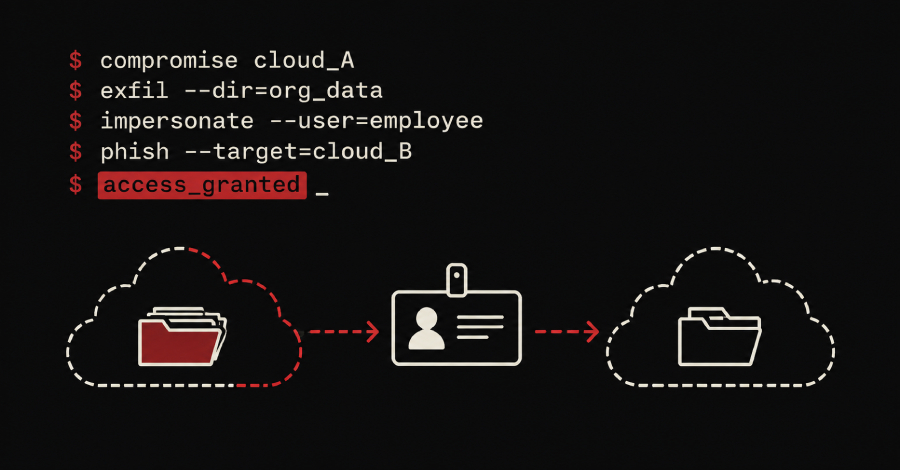 $ compromise cloud_A
$ exfil --dir=org_data
$ impersonate --user=employee
$ phish --target=cloud_B
$ access_granted _